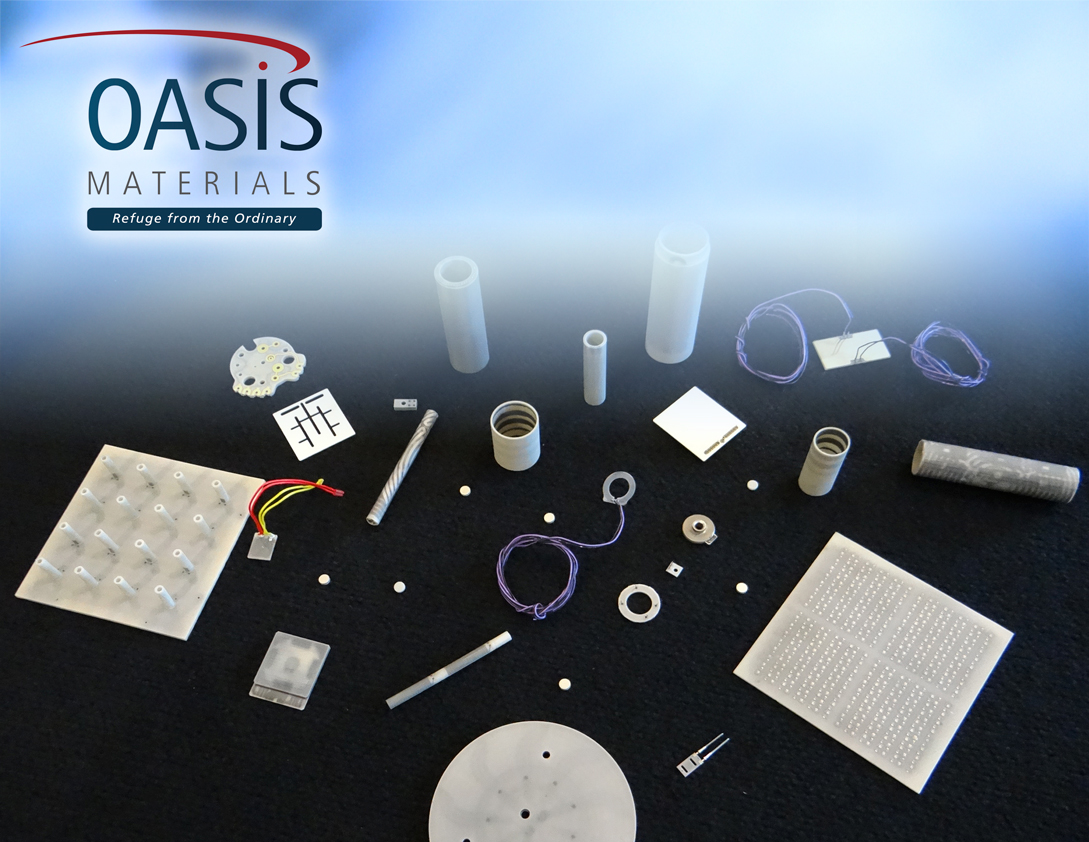 OASIS
MATERIALS
Refuge from the Ordinary